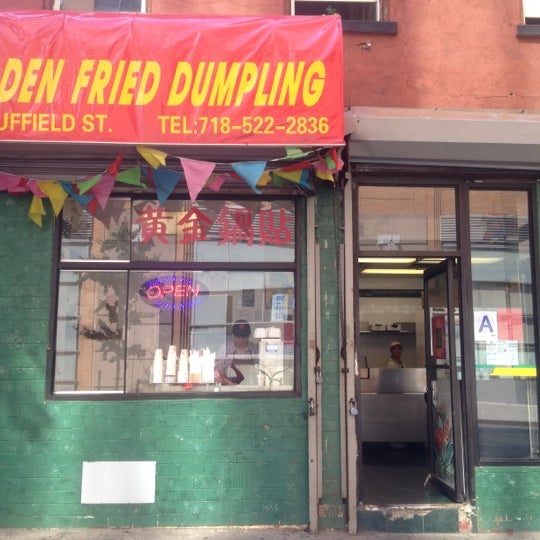 DEN FRIED DUMPLING
UFFIELD ST. TEL:718-522-2836
黄金鍋貼
OPEN
A